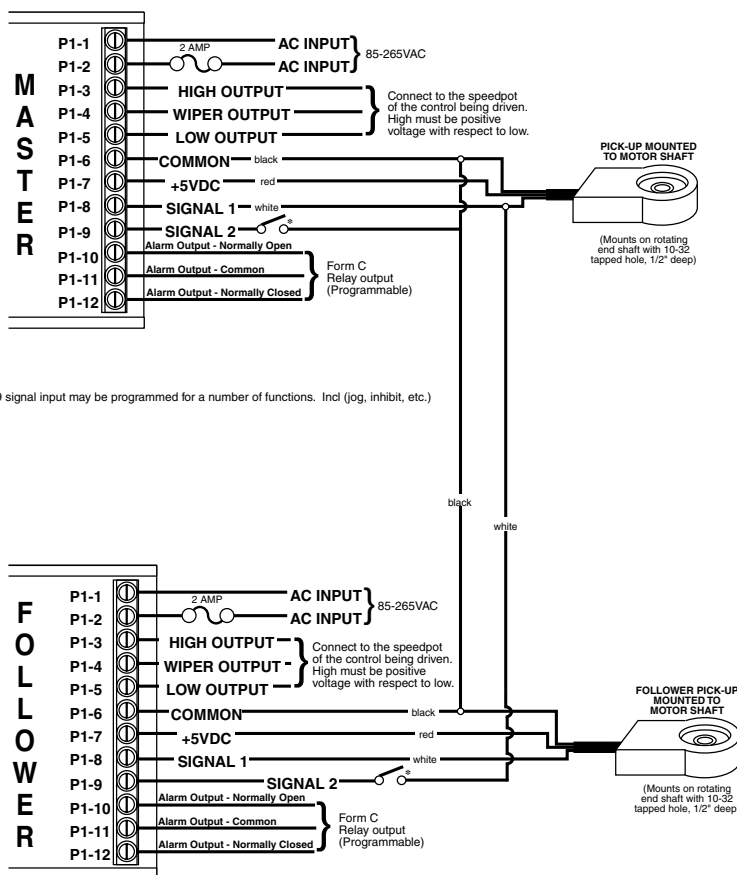 MASTER
P1-1
AC INPUT
2 AMP
85-265VAC
P1-2
AC INPUT
P1-3
HIGH OUTPUT
P1-4
WIPER OUTPUT
P1-5
LOW OUTPUT
Connect to the speedpot
of the control being driven.
High must be positive
voltage with respect to low.
P1-6
COMMON
black
P1-7
+5VDC
red
P1-8
SIGNAL 1
white
P1-9
SIGNAL 2
*
P1-10
Alarm Output - Normally Open
P1-11
Alarm Output - Common
P1-12
Alarm Output - Normally Closed
Form C
Relay output
(Programmable)
PICK-UP MOUNTED
TO MOTOR SHAFT
(Mounts on rotating
end shaft with 10-32
tapped hole, 1/2" deep)
signal input may be programmed for a number of functions. Incl (jog, inhibit, etc.)
black
white
FOLLOWER
P1-1
AC INPUT
2 AMP
85-265VAC
P1-2
AC INPUT
P1-3
HIGH OUTPUT
P1-4
WIPER OUTPUT
P1-5
LOW OUTPUT
Connect to the speedpot
of the control being driven.
High must be positive
voltage with respect to low.
P1-6
COMMON
black
P1-7
+5VDC
red
P1-8
SIGNAL 1
white
P1-9
SIGNAL 2
*
P1-10
Alarm Output - Normally Open
P1-11
Alarm Output - Common
P1-12
Alarm Output - Normally Closed
Form C
Relay output
(Programmable)
FOLLOWER PICK-UP
MOUNTED TO
MOTOR SHAFT
(Mounts on rotating
end shaft with 10-32
tapped hole, 1/2" deep